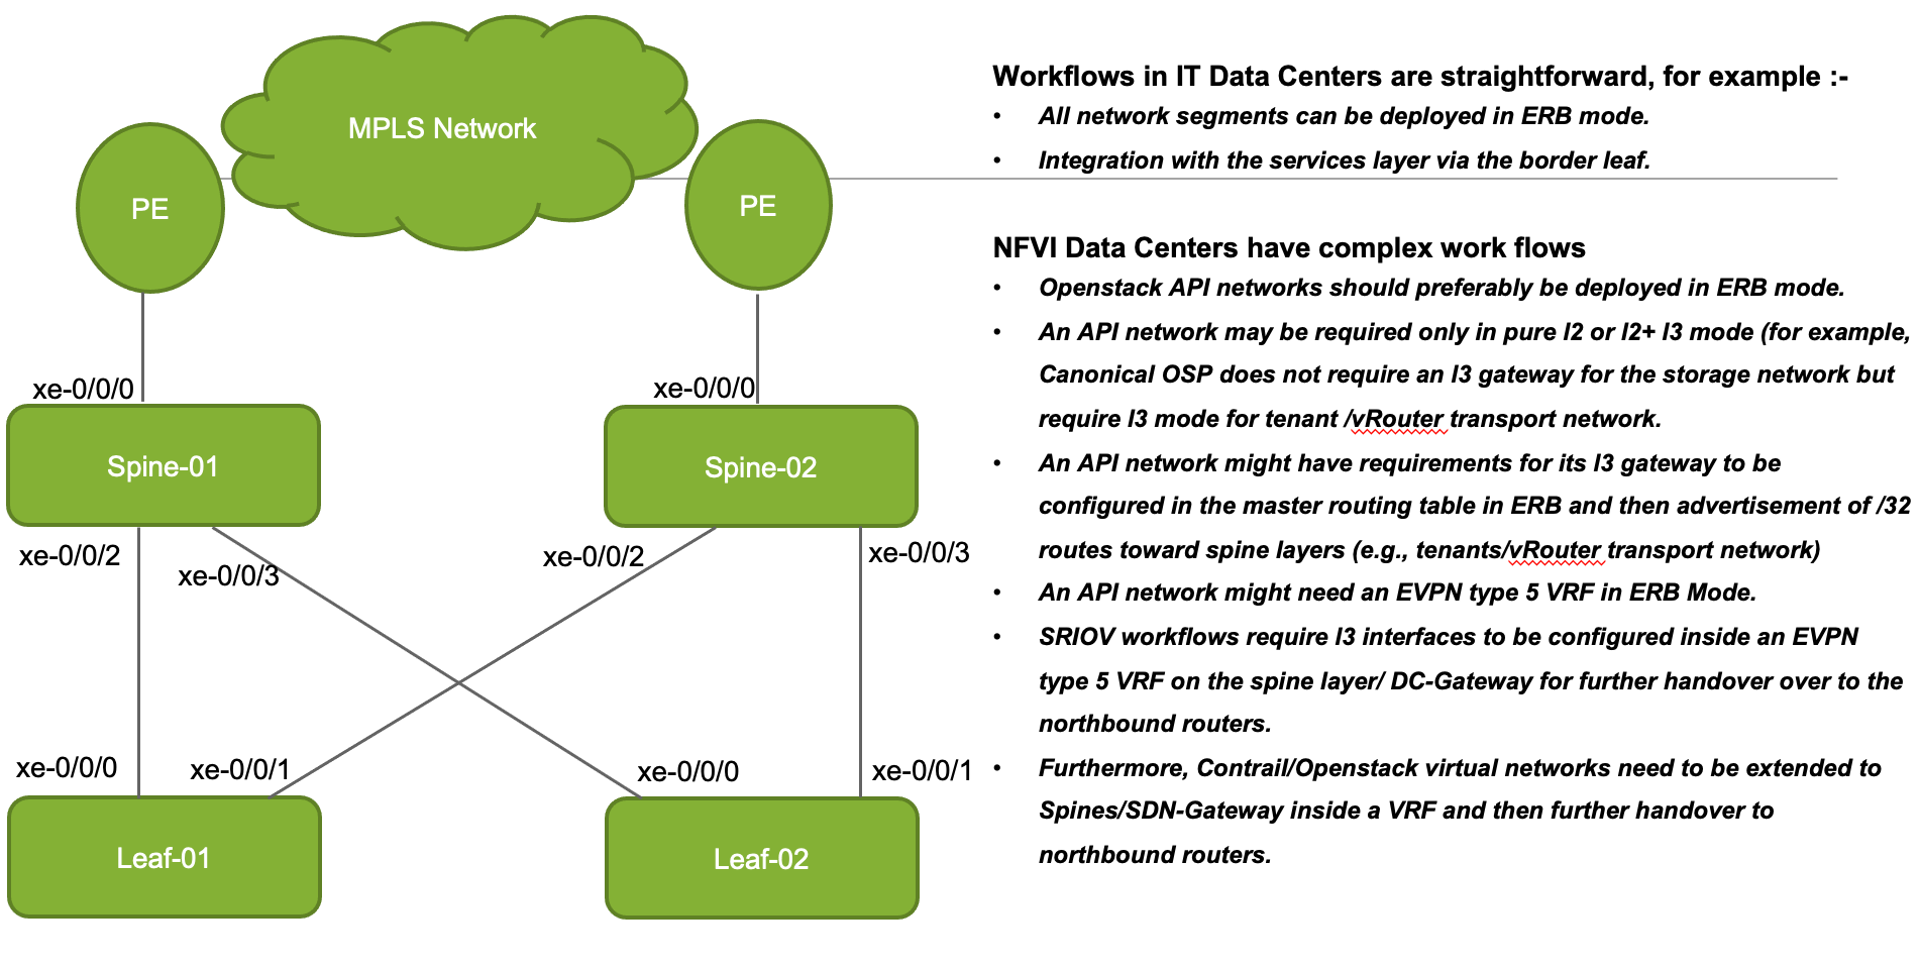 MPLS Network
PE
PE
xe-0/0/0
xe-0/0/0
Spine-01
Spine-02
xe-0/0/2
xe-0/0/3
xe-0/0/2
xe-0/0/3
xe-0/0/0
xe-0/0/1
xe-0/0/0
xe-0/0/1
Leaf-01
Leaf-02
Workflows in IT Data Centers are straightforward, for example :-
• All network segments can be deployed in ERB mode.
• Integration with the services layer via the border leaf.
NFVI Data Centers have complex work flows
• Openstack API networks should preferably be deployed in ERB mode.
• An API network may be required only in pure l2 or l2+ l3 mode (for example,
Canonical OSP does not require an l3 gateway for the storage network but
require l3 mode for tenant /vRouter transport network.
• An API network might have requirements for its l3 gateway to be
configured in the master routing table in ERB and then advertisement of /32
routes toward spine layers (e.g., tenants/vRouter transport network)
• An API network might need an EVPN type 5 VRF in ERB Mode.
• SRIOV workflows require l3 interfaces to be configured inside an EVPN
type 5 VRF on the spine layer/ DC-Gateway for further handover over to the
northbound routers.
• Furthermore, Contrail/Openstack virtual networks need to be extended to
Spines/SDN-Gateway inside a VRF and then further handover to
northbound routers.